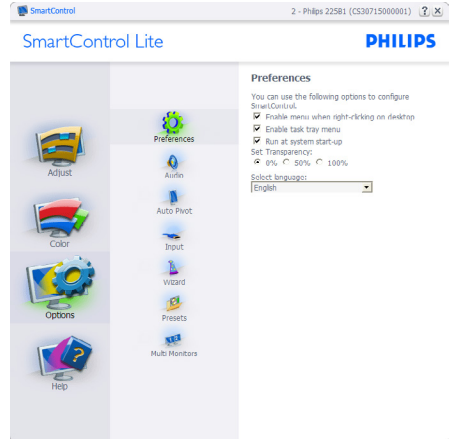 SmartControl
2 - Philips 225B1 (CS30715000001)
SmartControl Lite
PHILIPS
Adjust
Color
Options
Help
Preferences
Audio
Auto Pivot
Input
Wizard
Presets
Multi Monitors
Preferences
You can use the following options to configure
SmartControl.
Enable menu when right-clicking on desktop
Enable task tray menu
Run at system start-up
Set Transparency:
0% 50% 100%
Select language:
English